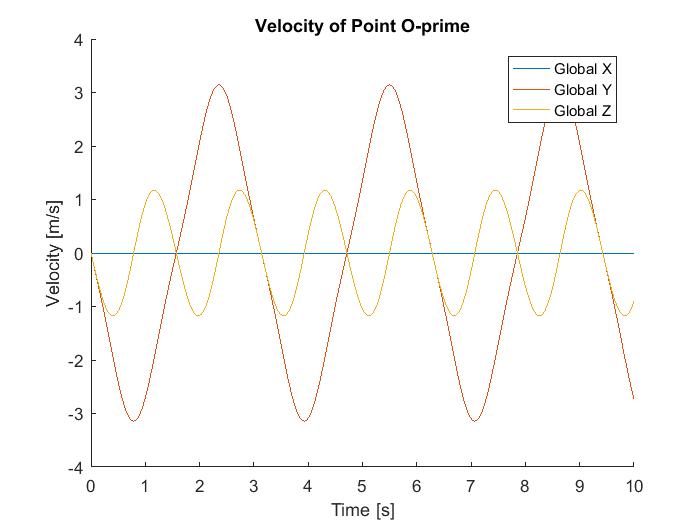 Velocity of Point O-prime
4
3
2
1
0
-1
-2
-3
-4
Velocity [m/s]
Global X
Global Y
Global Z
0 1 2 3 4 5 6 7 8 9 10
Time [s]